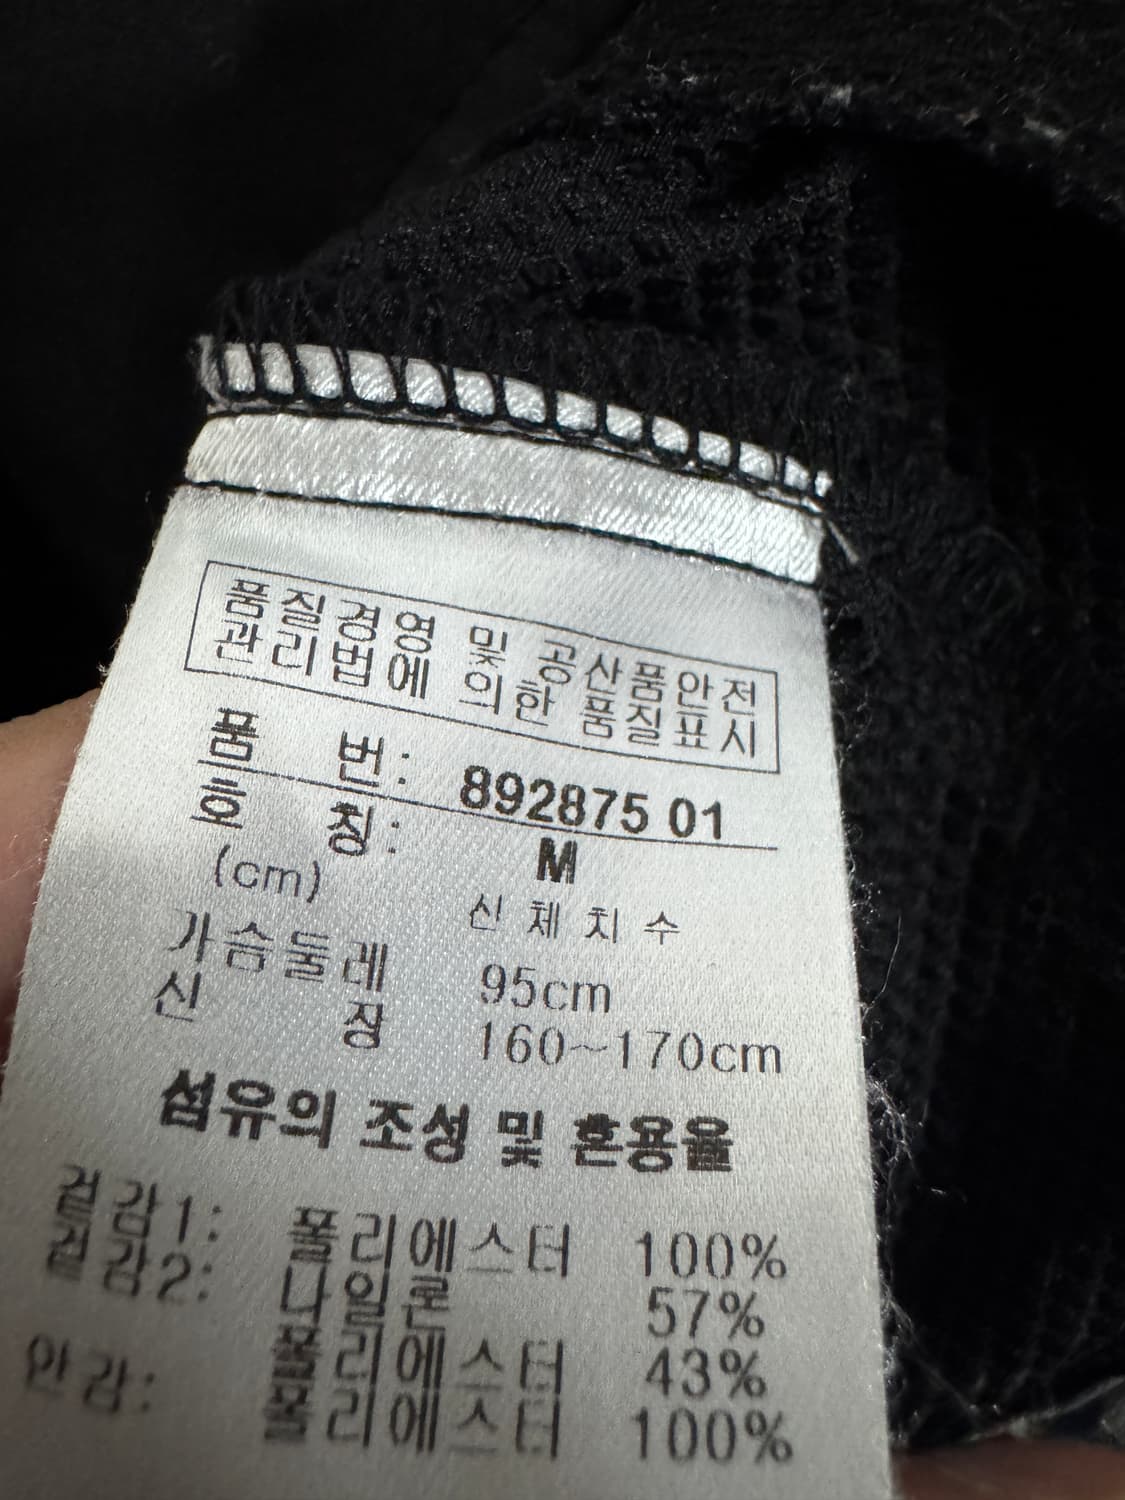 품질경영 및 공산품안전
관리법에 의한 품질표시
품 번: 892875 01
호 칭: M
(cm) 신체치수
가슴둘레 95cm
신 장 160~170cm
섬유의 조성 및 혼용율
겉감1: 폴리에스터 100%
겉감2: 나일론 57%
폴리에스터 43%
안감: 폴리에스터 100%